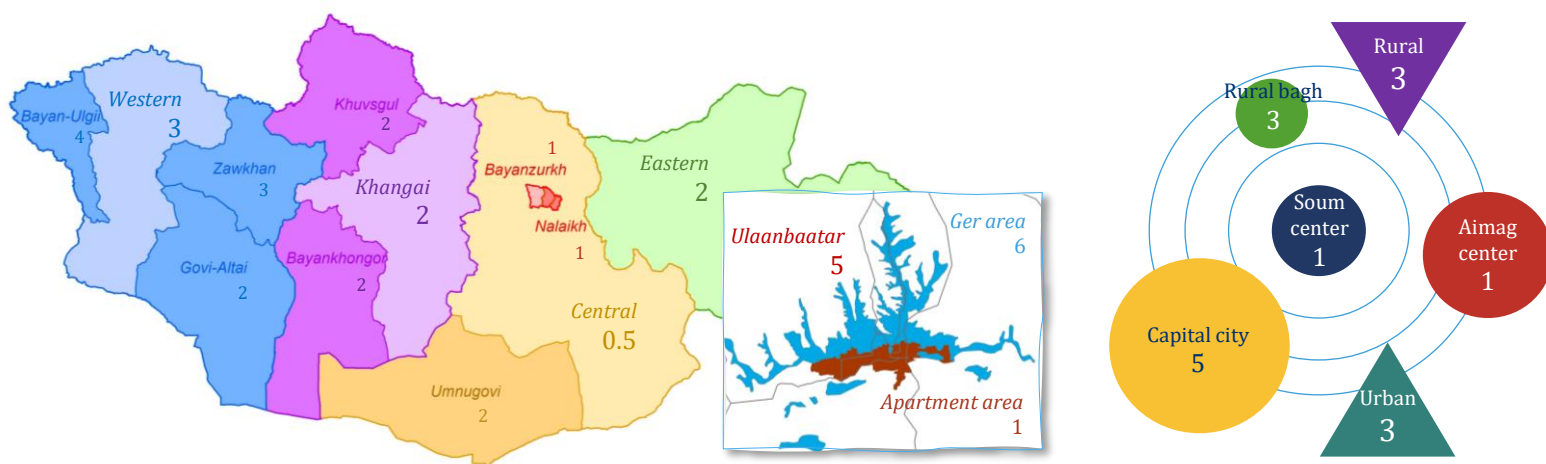 Bayan-Ulgii
4
Western
3
Khuvsgul
2
Zawkhan
3
Khangai
2
Govi-Altai
2
Bayankhongor
2
1
Bayanzurkh
Nalaikh
1
Eastern
2
Central
0.5
Umnugovi
2
Ulaanbaatar
5
Ger area
6
Apartment area
1
Rural
3
Rural bagh
3
Soum
center
1
Aimag
center
1
Capital city
5
Urban
3